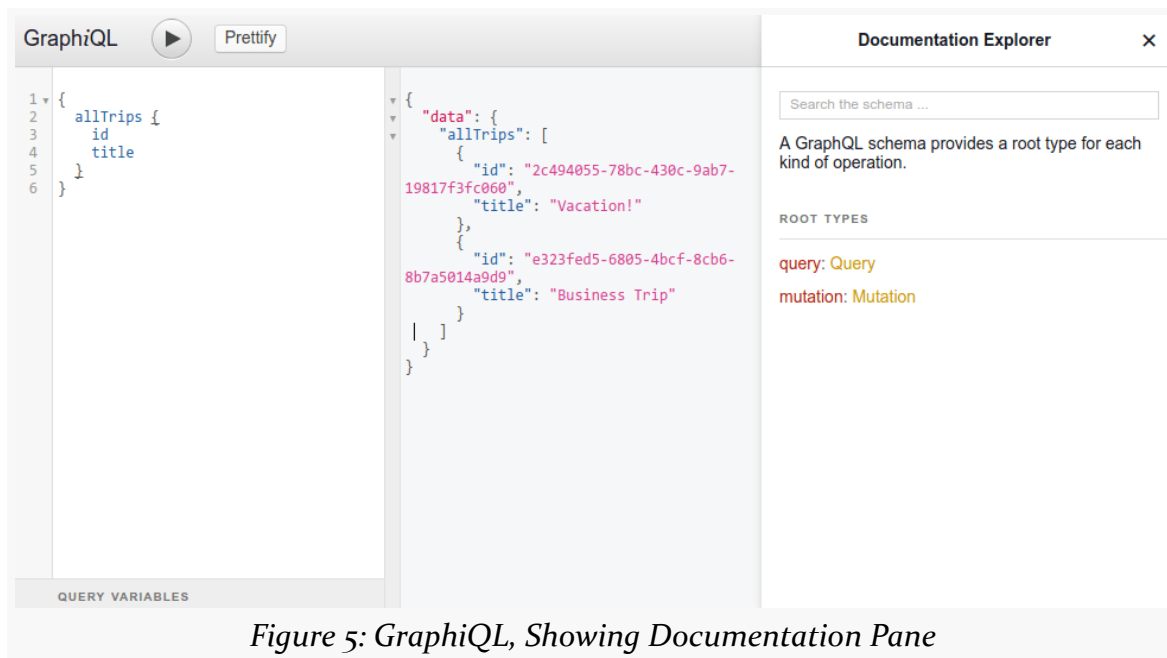 GraphiQL
Prettify
1 {
2 allTrips {
3 id
4 title
5 }
6 }
QUERY VARIABLES
{
"data": {
"allTrips": [
{
"id": "2c494055-78bc-430c-9ab7-
19817f3fc060",
"title": "Vacation!"
},
{
"id": "e323fed5-6805-4bcf-8cb6-
8b7a5014a9d9",
"title": "Business Trip"
}
]
}
}
Documentation Explorer
Search the schema ...
A GraphQL schema provides a root type for each
kind of operation.
ROOT TYPES
query: Query
mutation: Mutation
Figure 5: GraphiQL, Showing Documentation Pane